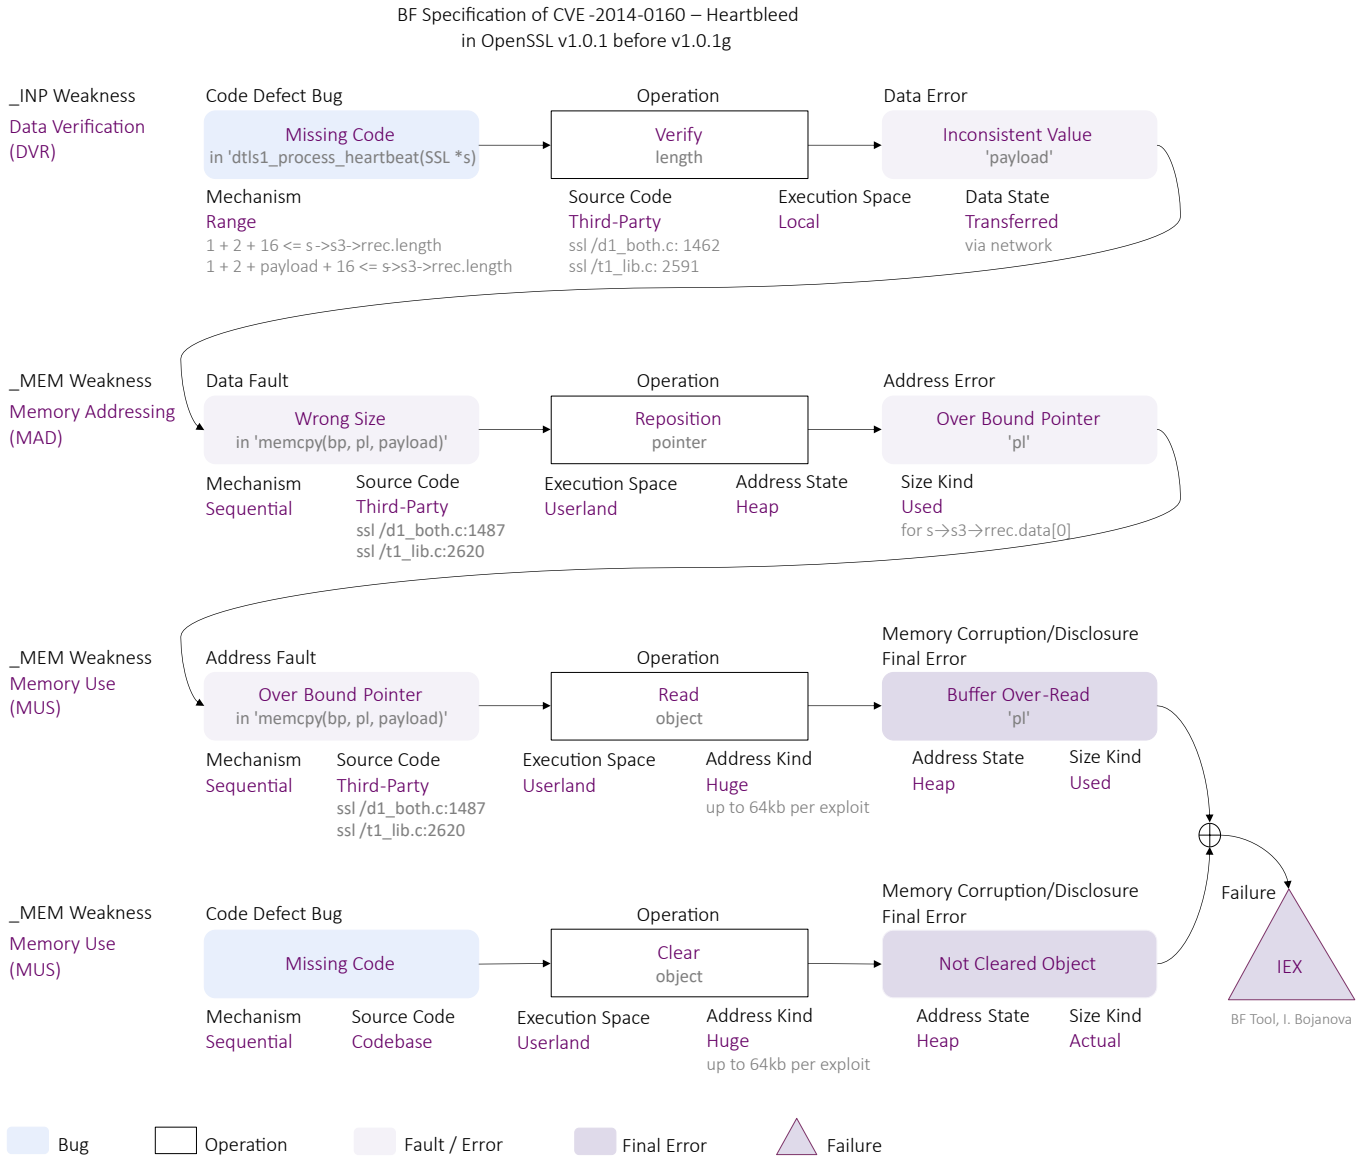 BF Specification of CVE-2014-0160 – Heartbleed
in OpenSSL v1.0.1 before v1.0.1g
_INP Weakness
Data Verification
(DVR)
Code Defect Bug
Missing Code
in 'dtls1_process_heartbeat(SSL *s)
Operation
Verify
length
Data Error
Inconsistent Value
'payload'
Mechanism
Range
1 + 2 + 16 <= s->s3->rrec.length
1 + 2 + payload + 16 <= s->s3->rrec.length
Source Code
Third-Party
ssl/d1_both.c: 1462
ssl/t1_lib.c: 2591
Execution Space
Local
Data State
Transferred
via network
_MEM Weakness
Memory Addressing
(MAD)
Data Fault
Wrong Size
in 'memcpy(bp, pl, payload)'
Operation
Reposition
pointer
Address Error
Over Bound Pointer
'pl'
Mechanism
Sequential
Source Code
Third-Party
ssl/d1_both.c:1487
ssl/t1_lib.c:2620
Execution Space
Userland
Address State
Heap
Size Kind
Used
for s→s3→rrec.data[0]
_MEM Weakness
Memory Use
(MUS)
Address Fault
Over Bound Pointer
in 'memcpy(bp, pl, payload)'
Operation
Read
object
Memory Corruption/Disclosure
Final Error
Buffer Over-Read
'pl'
Mechanism
Sequential
Source Code
Third-Party
ssl/d1_both.c:1487
ssl/t1_lib.c:2620
Execution Space
Userland
Address Kind
Huge
up to 64kb per exploit
Address State
Heap
Size Kind
Used
_MEM Weakness
Memory Use
(MUS)
Code Defect Bug
Missing Code
Operation
Clear
object
Memory Corruption/Disclosure
Final Error
Not Cleared Object
Mechanism
Sequential
Source Code
Codebase
Execution Space
Userland
Address Kind
Huge
up to 64kb per exploit
Address State
Heap
Size Kind
Actual
Failure
IEX
BF Tool, I. Bojanova
Bug
Operation
Fault / Error
Final Error
Failure